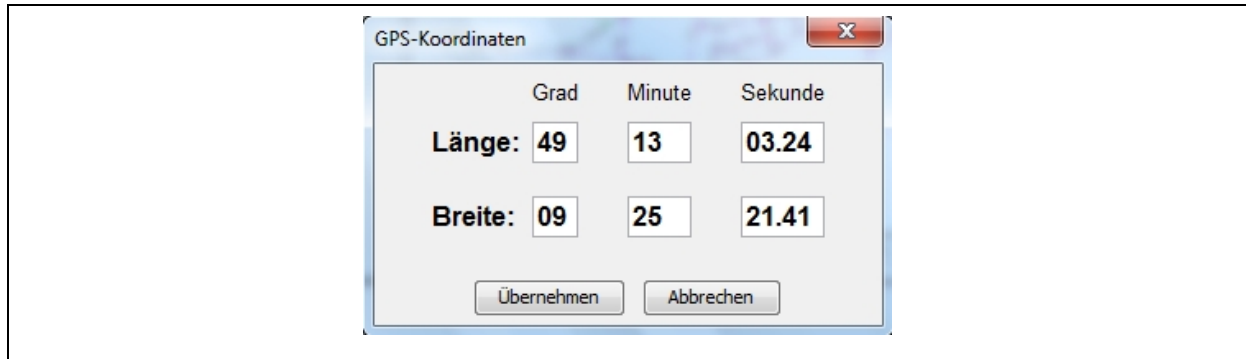 GPS-Koordinaten
Grad Minute Sekunde
Länge: 49 13 03.24
Breite: 09 25 21.41
Übernehmen Abbrechen